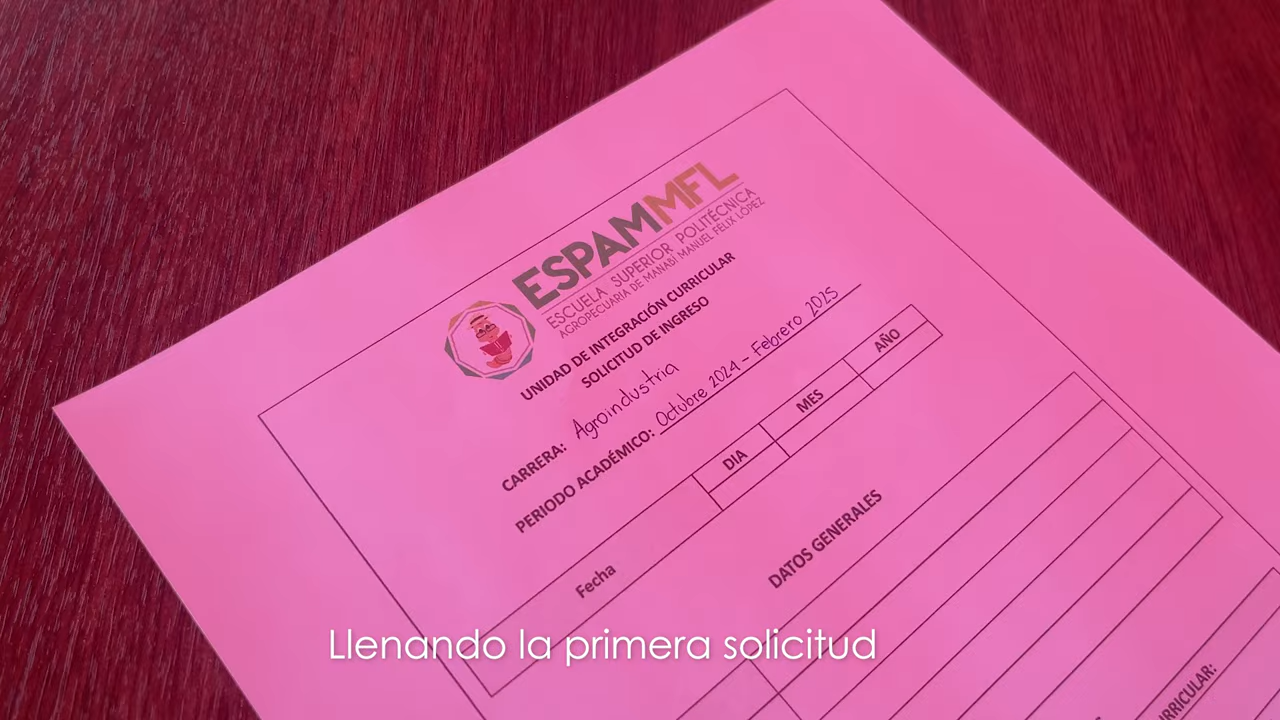 ESPAMMFL
ESCUELA SUPERIOR POLITÉCNICA
AGROPECUARIA DE MANABÍ MANUEL FÉLIX LÓPEZ
UNIDAD DE INTEGRACIÓN CURRICULAR
SOLICITUD DE INGRESO
CARRERA: Agroindustria
PERIODO ACADÉMICO: Octubre 2024 - Febrero 2025
Fecha DIA MES AÑO
DATOS GENERALES
Llenando la primera solicitud